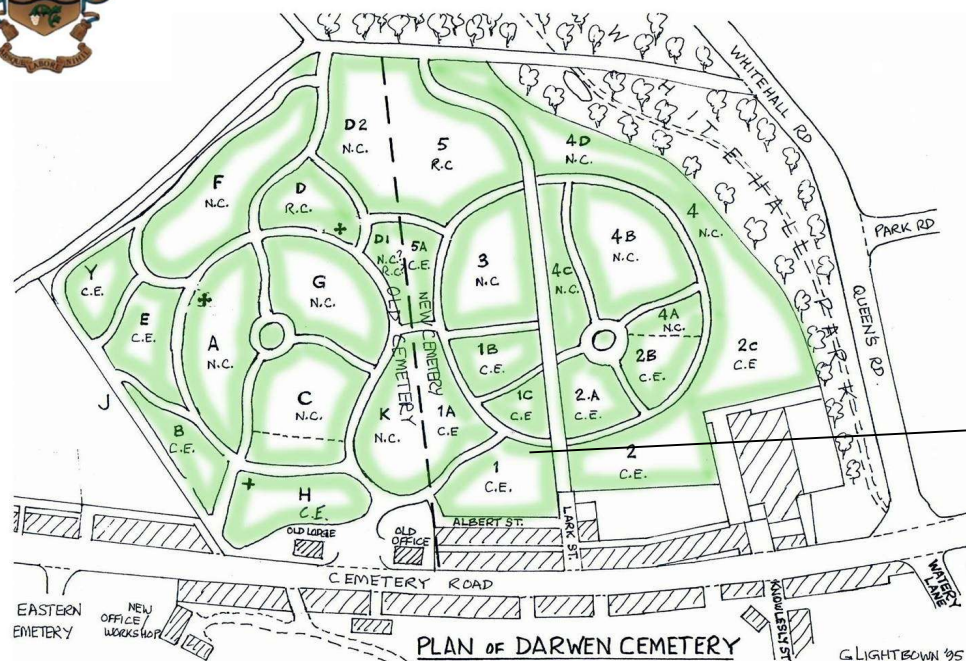 WHITEHALL RD
WHITEHALL PARK
PARK RD
QUEEN'S RD.
D2
N.C.
5
R.C
4D
N.C.
F
N.C.
D
R.C.
4
N.C.
D1
N.C?
R.C?
5A
C.E.
3
N.C
4B
N.C.
4C
N.C.
Y
C.E.
G
N.C.
OLD CEMETERY
NEW CEMETERY
E
C.E.
A
N.C.
4A
N.C.
1B
C.E.
2B
C.E.
2C
C.E
J
C
N.C.
K
N.C.
1A
C.E
1C
C.E
2.A
C.E.
B
C.E.
1
C.E.
2
C.E.
H
C.E.
OLD LODGE
OLD
OFFICE
ALBERT ST.
LARK ST.
CEMETERY ROAD
WATERY
LANE
KNOWLESLY ST
EASTERN
EMETERY
NEW
OFFICE
WORKSHOP
PLAN OF DARWEN CEMETERY
G LIGHTBOWN '95